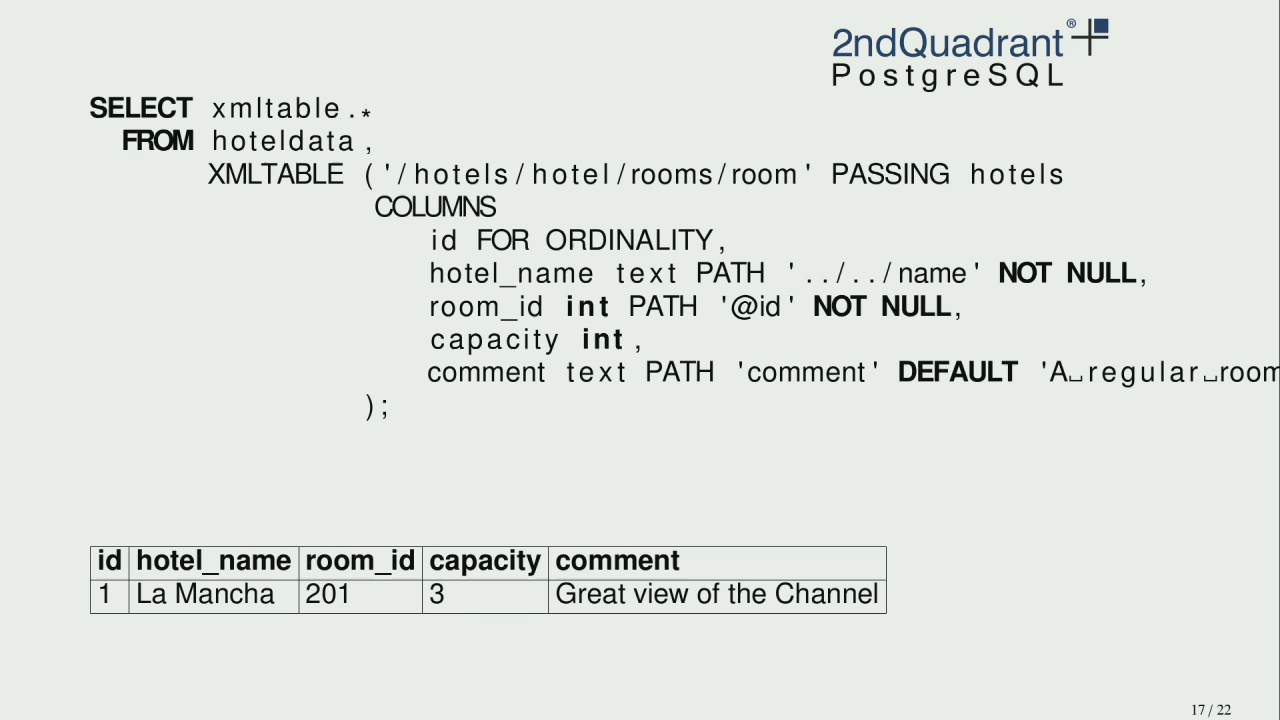 2ndQuadrant®
PostgreSQL
SELECT xmltable.*
FROM hoteldata,
XMLTABLE ('/hotels/hotel/rooms/room' PASSING hotels
COLUMNS
id FOR ORDINALITY,
hotel_name text PATH '../../name' NOT NULL,
room_id int PATH '@id' NOT NULL,
capacity int,
comment text PATH 'comment' DEFAULT 'A␣regular␣room
);
id hotel_name room_id capacity comment
1 La Mancha 201 3 Great view of the Channel
17 / 22